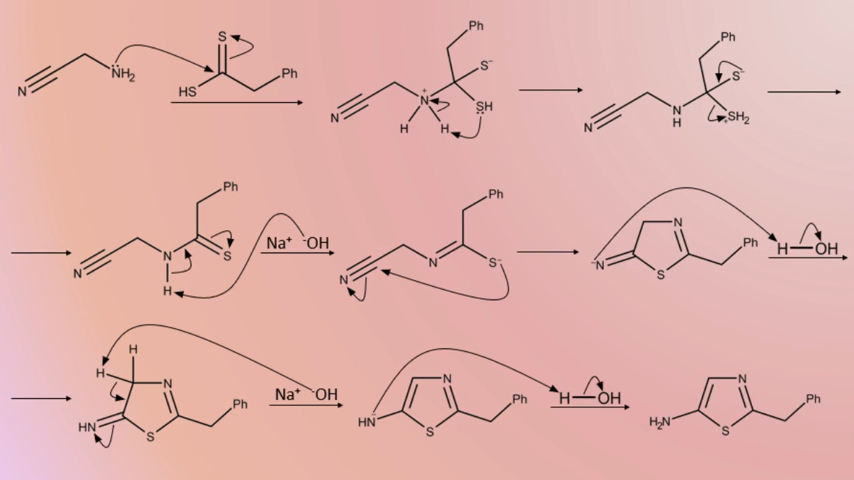 N NH₂ S HS Ph
N N⁺ H H S⁻ SH Ph
N N H S⁻ SH₂⁺ Ph
N N H S Ph
Na⁺ ⁻OH
N N S⁻ Ph
⁻N N S Ph
H OH
H H HN N S Ph
Na⁺ ⁻OH
HN⁻ N S Ph
H OH
H₂N N S Ph